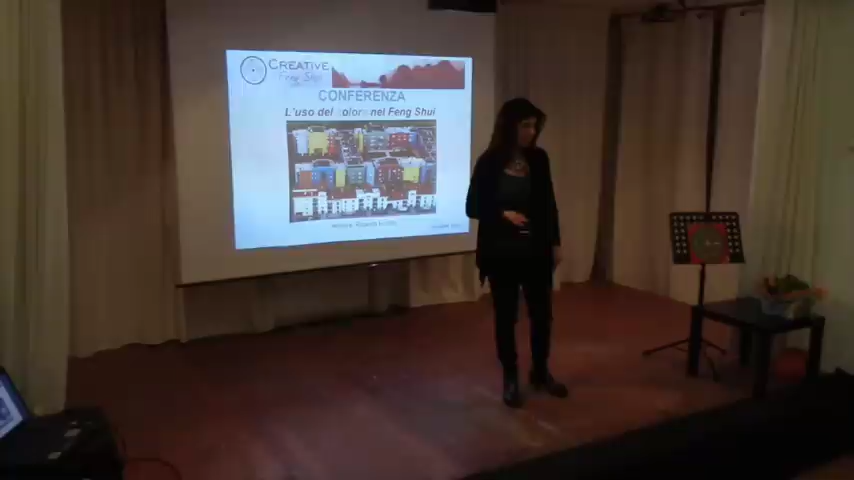 CREATIVE
Feng Shui
CONFERENZA
L'uso del colore nel Feng Shui